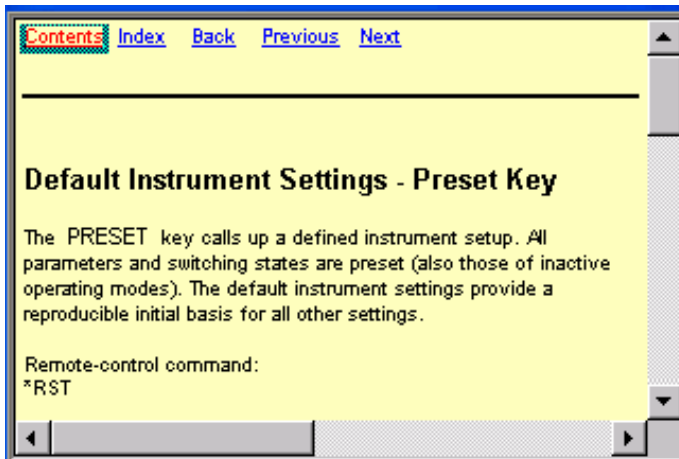 Contents Index Back Previous Next
Default Instrument Settings - Preset Key
The PRESET key calls up a defined instrument setup. All
parameters and switching states are preset (also those of inactive
operating modes). The default instrument settings provide a
reproducible initial basis for all other settings.
Remote-control command:
*RST